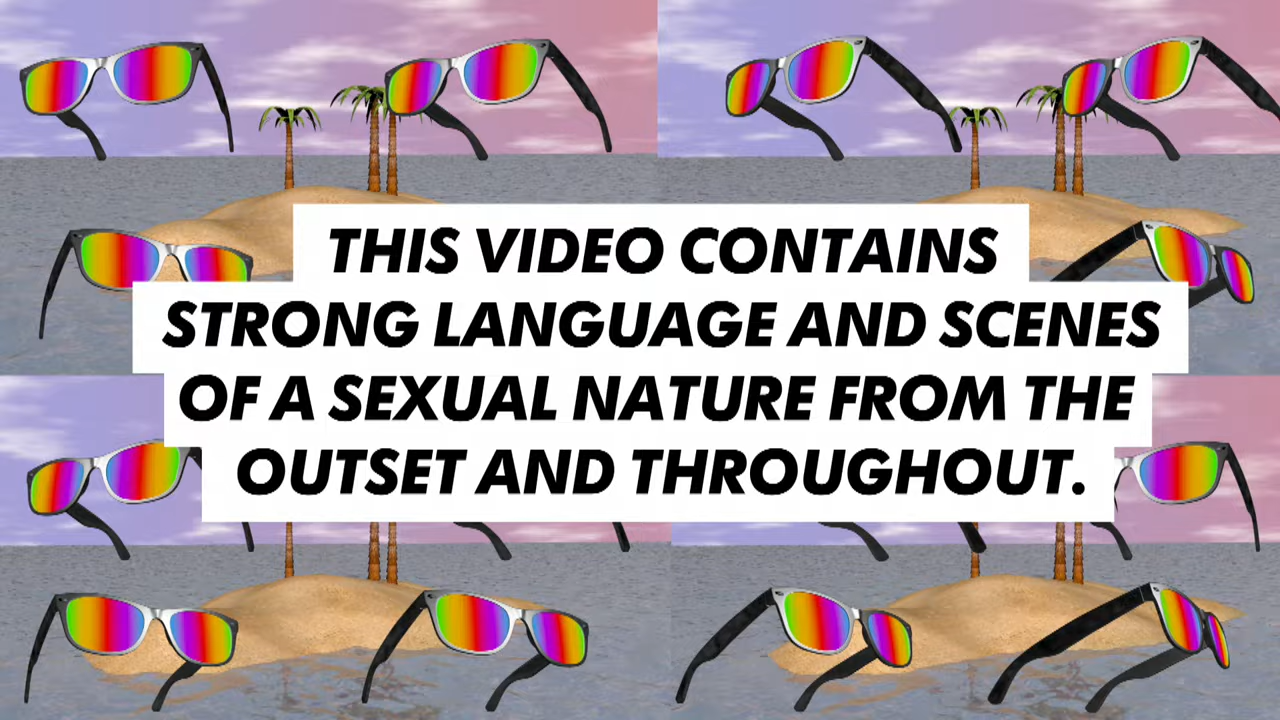 THIS VIDEO CONTAINS
STRONG LANGUAGE AND SCENES
OF A SEXUAL NATURE FROM THE
OUTSET AND THROUGHOUT.